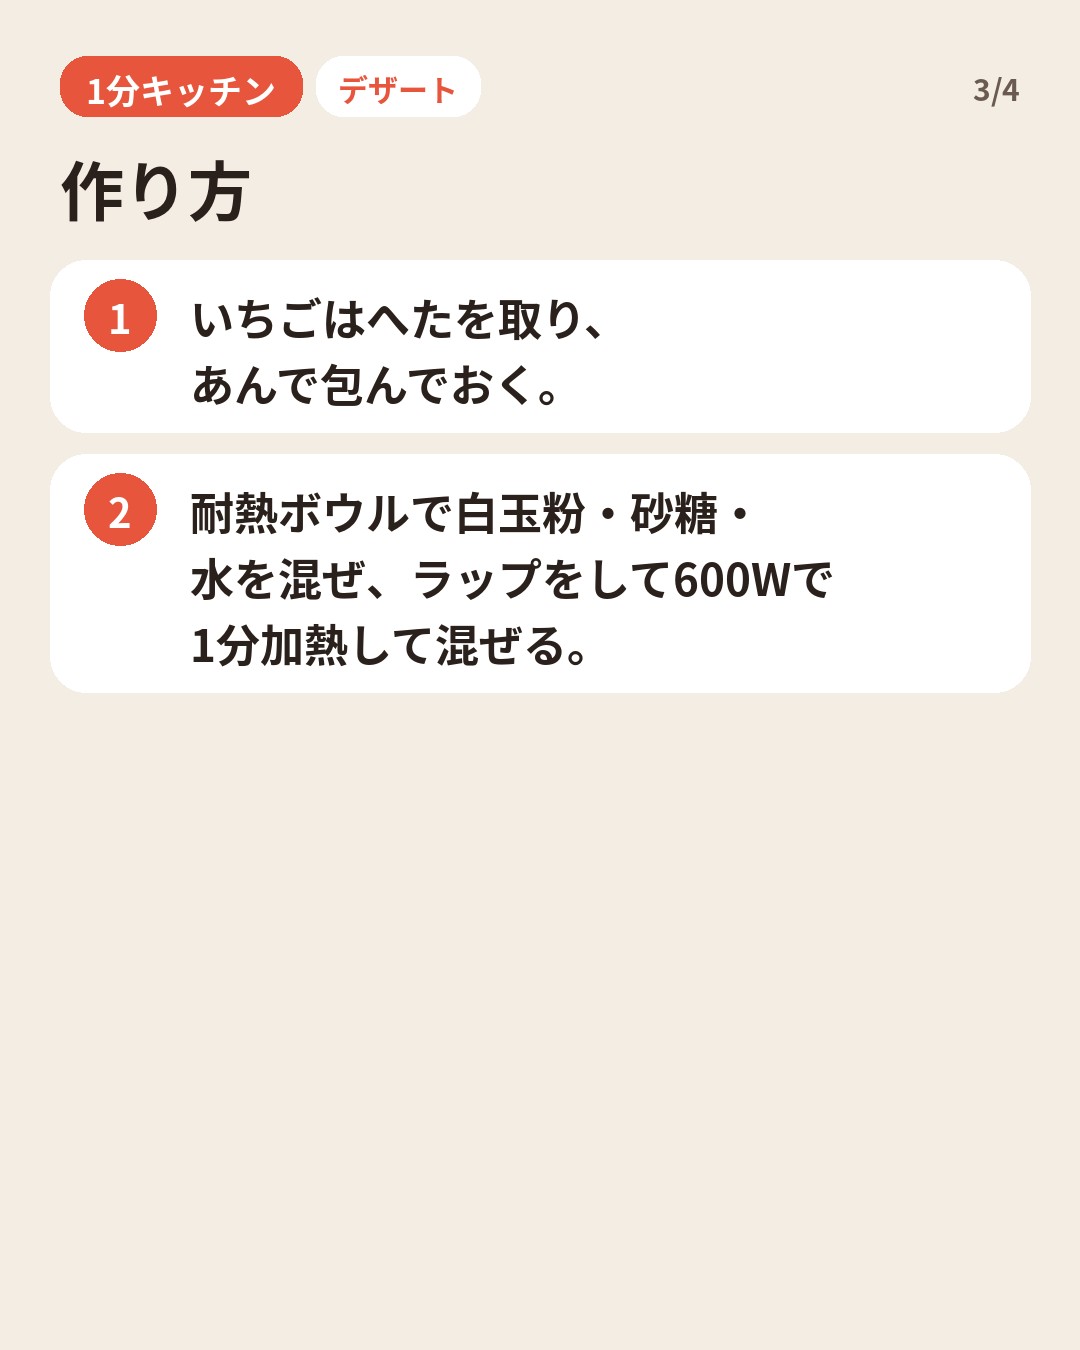 1分キッチン
デザート
3/4
作り方
1
いちごはへたを取り、
あんで包んでおく。
2
耐熱ボウルで白玉粉・砂糖・
水を混ぜ、ラップをして600Wで
1分加熱して混ぜる。